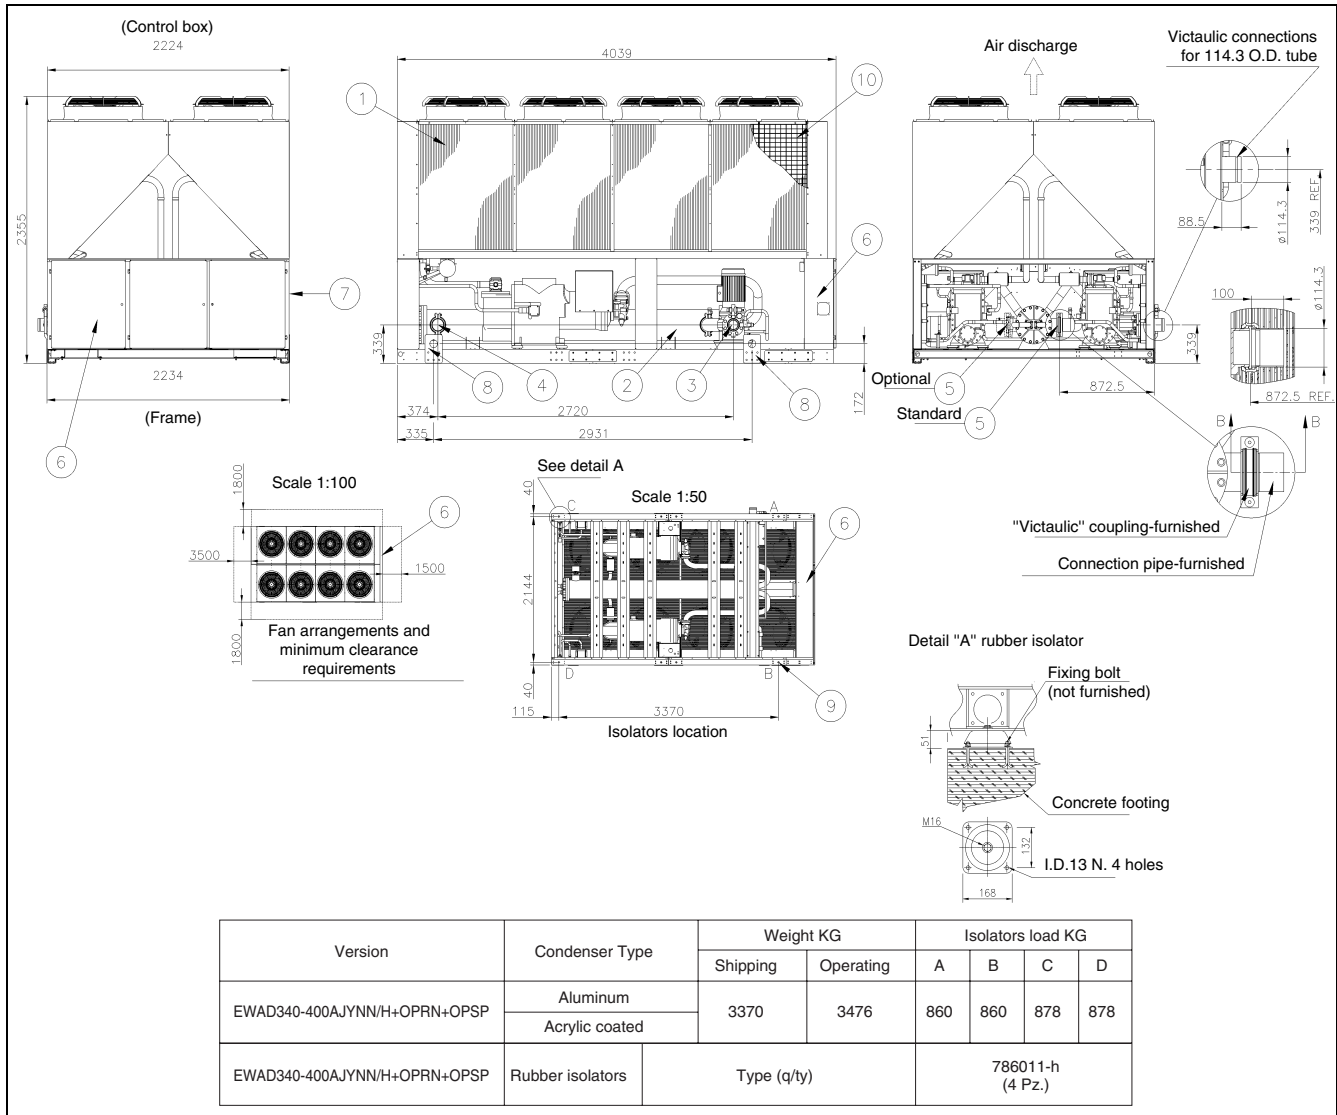 (Control box)
2224
2355
2234
(Frame)
7
6
4039
1
10
6
339
8
4
2
3
8
172
374
2720
335
2931
Air discharge
Victaulic connections
for 114.3 O.D. tube
88.5
ø114.3
339 REF.
100
ø114.3
872.5 REF.
339
872.5
Optional
5
Standard
5
B
B
"Victaulic" coupling-furnished
Connection pipe-furnished
Scale 1:100
1800
6
3500
1500
1800
Fan arrangements and
minimum clearance
requirements
See detail A
Scale 1:50
40
C
A
6
2144
40
D
B
9
115
3370
Isolators location
Detail "A" rubber isolator
Fixing bolt
(not furnished)
51
Concrete footing
M16
132
I.D.13 N. 4 holes
168
Version
Condenser Type
Weight KG
Isolators load KG
Shipping
Operating
A
B
C
D
EWAD340-400AJYNN/H+OPRN+OPSP
Aluminum
Acrylic coated
3370
3476
860
860
878
878
EWAD340-400AJYNN/H+OPRN+OPSP
Rubber isolators
Type (q/ty)
786011-h
(4 Pz.)